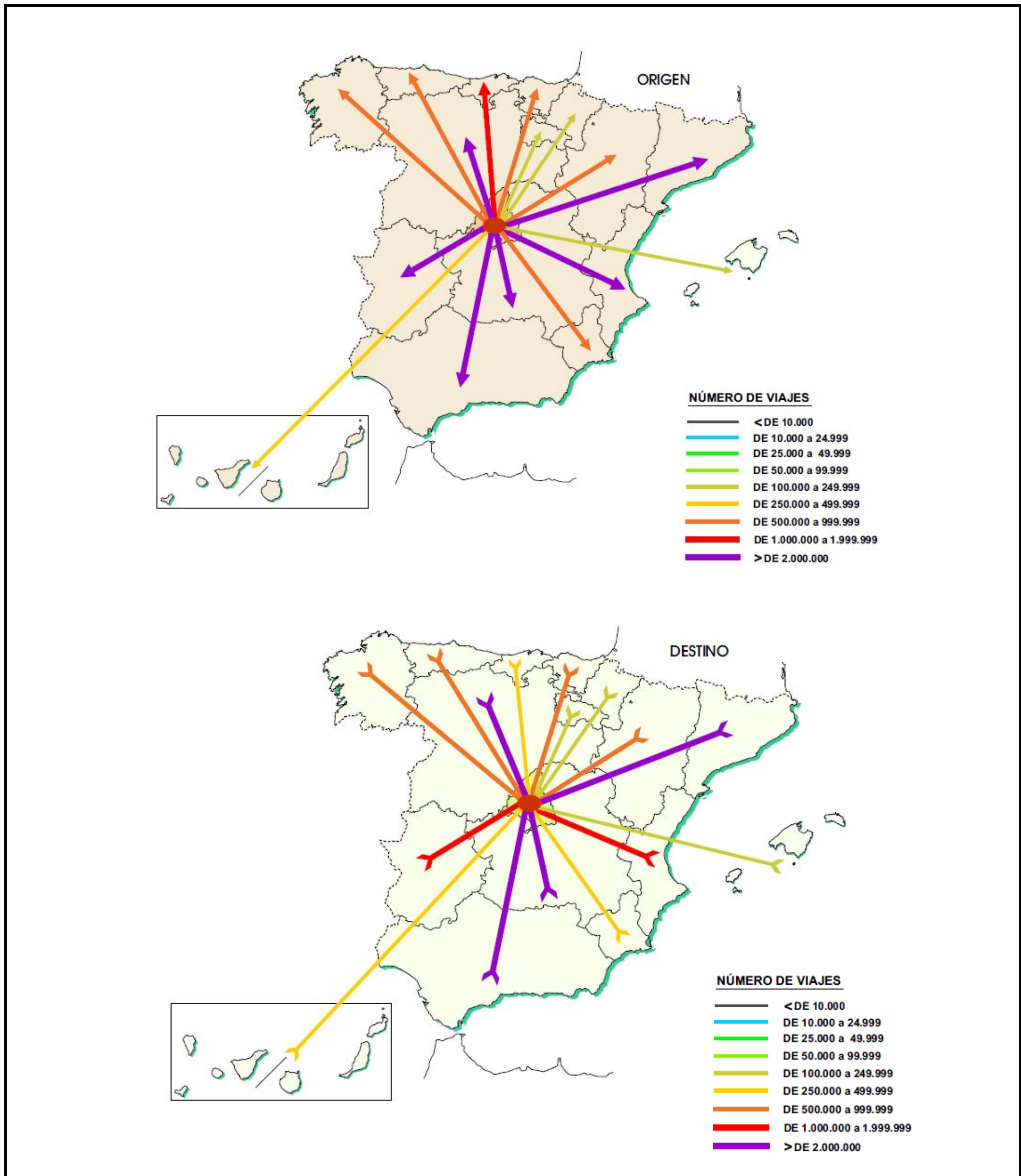 ORIGEN
NÚMERO DE VIAJES
< DE 10.000
DE 10.000 a 24.999
DE 25.000 a 49.999
DE 50.000 a 99.999
DE 100.000 a 249.999
DE 250.000 a 499.999
DE 500.000 a 999.999
DE 1.000.000 a 1.999.999
> DE 2.000.000
DESTINO
NÚMERO DE VIAJES
< DE 10.000
DE 10.000 a 24.999
DE 25.000 a 49.999
DE 50.000 a 99.999
DE 100.000 a 249.999
DE 250.000 a 499.999
DE 500.000 a 999.999
DE 1.000.000 a 1.999.999
> DE 2.000.000